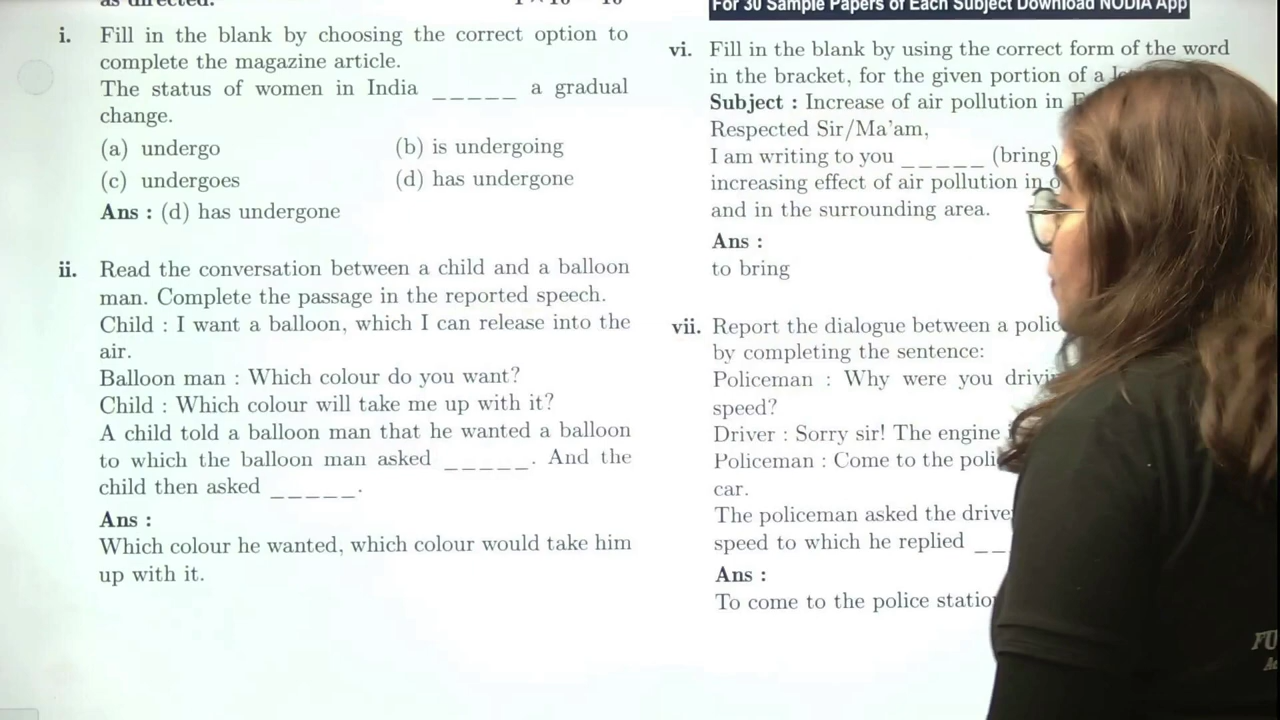 as directed.
For 30 Sample Papers of Each Subject Download NODIA App
i. Fill in the blank by choosing the correct option to
complete the magazine article.
The status of women in India _____ a gradual
change.
(a) undergo (b) is undergoing
(c) undergoes (d) has undergone
Ans : (d) has undergone
ii. Read the conversation between a child and a balloon
man. Complete the passage in the reported speech.
Child : I want a balloon, which I can release into the
air.
Balloon man : Which colour do you want?
Child : Which colour will take me up with it?
A child told a balloon man that he wanted a balloon
to which the balloon man asked _____. And the
child then asked _____.
Ans :
Which colour he wanted, which colour would take him
up with it.
vi. Fill in the blank by using the correct form of the word
in the bracket, for the given portion of a
Subject : Increase of air pollution in
Respected Sir/Ma'am,
I am writing to you _____ (bring)
increasing effect of air pollution in
and in the surrounding area.
Ans :
to bring
vii. Report the dialogue between a
by completing the sentence:
Policeman : Why were you
speed?
Driver : Sorry sir! The engine
Policeman : Come to the
car.
The policeman asked the
speed to which he replied __
Ans :
To come to the police